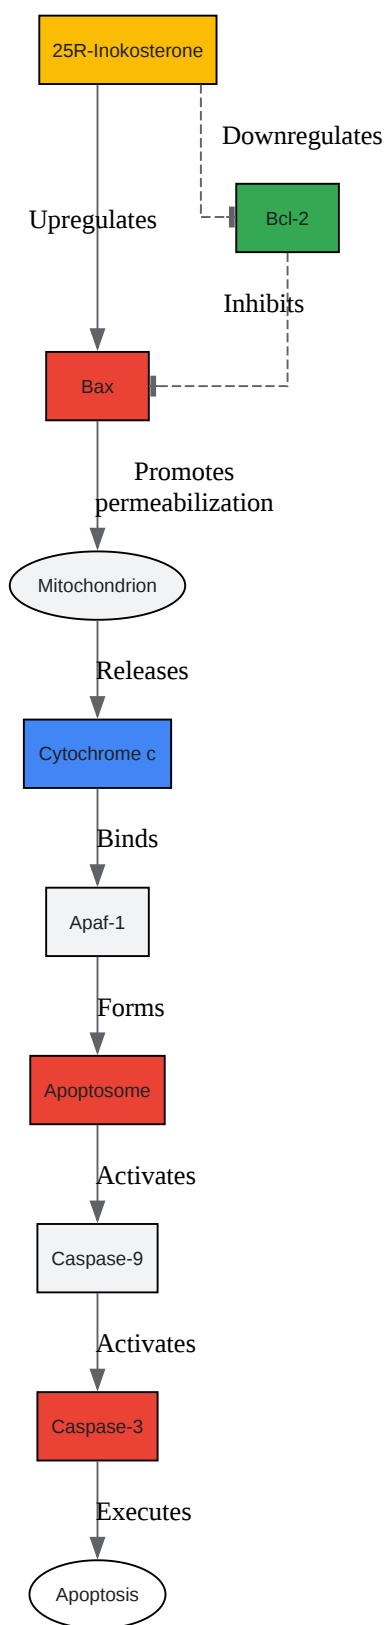 25R-Inokosterone
Downregulates
Upregulates
Bcl-2
Inhibits
Bax
Promotes
permeabilization
Mitochondrion
Releases
Cytochrome c
Binds
Apaf-1
Forms
Apoptosome
Activates
Caspase-9
Activates
Caspase-3
Executes
Apoptosis